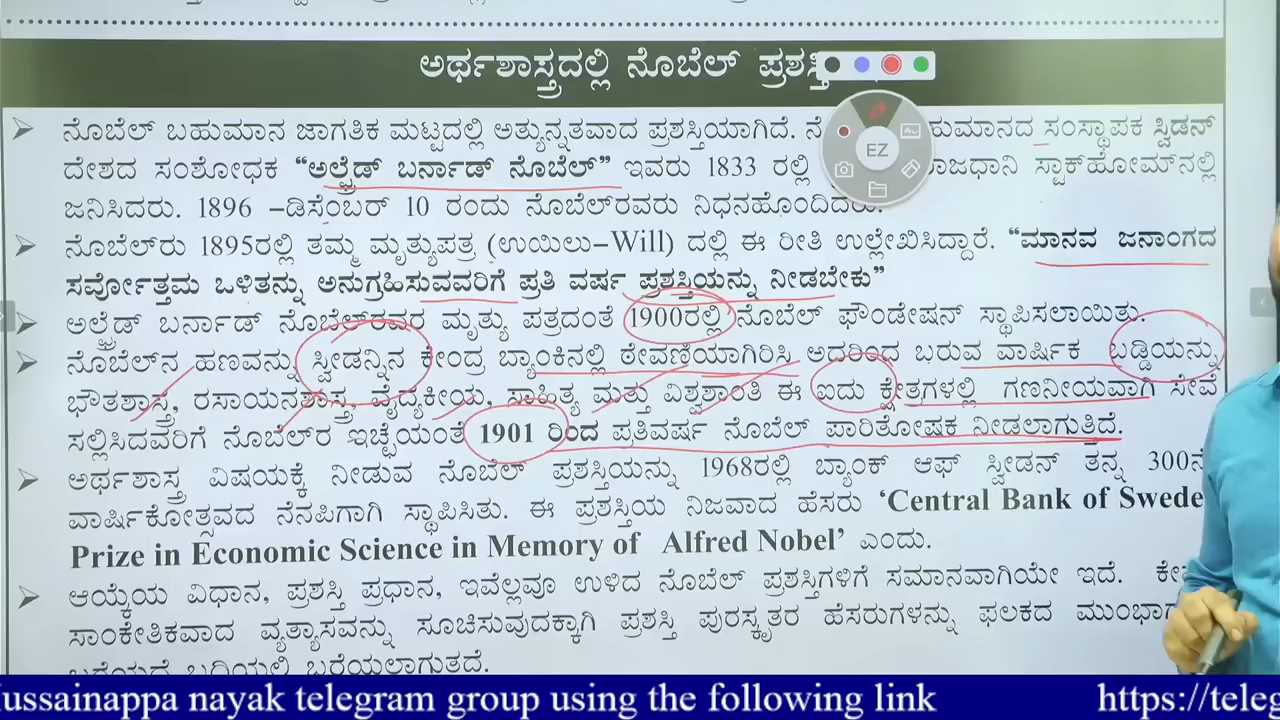 ಅರ್ಥಶಾಸ್ತ್ರದಲ್ಲಿ ನೊಬೆಲ್ ಪ್ರಶಸ್ತಿ
EZ
ನೊಬೆಲ್ ಬಹುಮಾನ ಜಾಗತಿಕ ಮಟ್ಟದಲ್ಲಿ ಅತ್ಯುನ್ನತವಾದ ಪ್ರಶಸ್ತಿಯಾಗಿದೆ. ಸಂಸ್ಥಾಪಕ ಸ್ವಿಡನ್
ದೇಶದ ಸಂಶೋಧಕ “ಅಲ್ಫ್ರೆಡ್ ಬರ್ನಾಡ್ ನೊಬೆಲ್” ಇವರು 1833 ರಲ್ಲಿ ಸ್ಟಾಕ್‌ಹೋಮ್‌ನಲ್ಲಿ
ಜನಿಸಿದರು. 1896 –ಡಿಸೆಂಬರ್ 10 ರಂದು ನೊಬೆಲ್‌ರವರು ನಿಧನಹೊಂದಿದರು.
ನೊಬೆಲ್‌ರು 1895ರಲ್ಲಿ ತಮ್ಮ ಮೃತ್ಯುಪತ್ರ (ಉಯಿಲು–Will) ದಲ್ಲಿ ಈ ರೀತಿ ಉಲ್ಲೇಖಿಸಿದ್ದಾರೆ. “ಮಾನವ ಜನಾಂಗದ
ಸರ್ವೋತ್ತಮ ಒಳಿತನ್ನು ಅನುಗ್ರಹಿಸುವವರಿಗೆ ಪ್ರತಿ ವರ್ಷ ಪ್ರಶಸ್ತಿಯನ್ನು ನೀಡಬೇಕು”
ಅಲ್ಫ್ರೆಡ್ ಬರ್ನಾಡ್ ನೊಬೆಲ್‌ರವರ ಮೃತ್ಯು ಪತ್ರದಂತೆ 1900ರಲ್ಲಿ ನೊಬೆಲ್ ಫೌಂಡೇಷನ್ ಸ್ಥಾಪಿಸಲಾಯಿತು.
ನೊಬೆಲ್‌ನ ಹಣವನ್ನು ಸ್ವೀಡನ್ನಿನ ಕೇಂದ್ರ ಬ್ಯಾಂಕಿನಲ್ಲಿ ಠೇವಣಿಯಾಗಿರಿಸಿ ಅದರಿಂದ ಬರುವ ವಾರ್ಷಿಕ ಬಡ್ಡಿಯನ್ನು
ಭೌತಶಾಸ್ತ್ರ, ರಸಾಯನಶಾಸ್ತ್ರ, ವೈದ್ಯಕೀಯ, ಸಾಹಿತ್ಯ ಮತ್ತು ವಿಶ್ವಶಾಂತಿ ಈ ಐದು ಕ್ಷೇತ್ರಗಳಲ್ಲಿ ಗಣನೀಯವಾಗಿ ಸೇವೆ
ಸಲ್ಲಿಸಿದವರಿಗೆ ನೊಬೆಲ್‌ರ ಇಚ್ಛೆಯಂತೆ 1901 ರಿಂದ ಪ್ರತಿವರ್ಷ ನೊಬೆಲ್ ಪಾರಿತೋಷಕ ನೀಡಲಾಗುತ್ತಿದೆ.
ಅರ್ಥಶಾಸ್ತ್ರ ವಿಷಯಕ್ಕೆ ನೀಡುವ ನೊಬೆಲ್ ಪ್ರಶಸ್ತಿಯನ್ನು 1968ರಲ್ಲಿ ಬ್ಯಾಂಕ್ ಆಫ್ ಸ್ವೀಡನ್ ತನ್ನ 300ನೆ
ವಾರ್ಷಿಕೋತ್ಸವದ ನೆನಪಿಗಾಗಿ ಸ್ಥಾಪಿಸಿತು. ಈ ಪ್ರಶಸ್ತಿಯ ನಿಜವಾದ ಹೆಸರು ‘Central Bank of Swede
Prize in Economic Science in Memory of Alfred Nobel’ ಎಂದು.
ಆಯ್ಕೆಯ ವಿಧಾನ, ಪ್ರಶಸ್ತಿ ಪ್ರಧಾನ, ಇವೆಲ್ಲವೂ ಉಳಿದ ನೊಬೆಲ್ ಪ್ರಶಸ್ತಿಗಳಿಗೆ ಸಮಾನವಾಗಿಯೇ ಇದೆ.
ಸಾಂಕೇತಿಕವಾದ ವ್ಯತ್ಯಾಸವನ್ನು ಸೂಚಿಸುವುದಕ್ಕಾಗಿ ಪ್ರಶಸ್ತಿ ಪುರಸ್ಕೃತರ ಹೆಸರುಗಳನ್ನು ಫಲಕದ
ussainappa nayak telegram group using the following link https://teleg